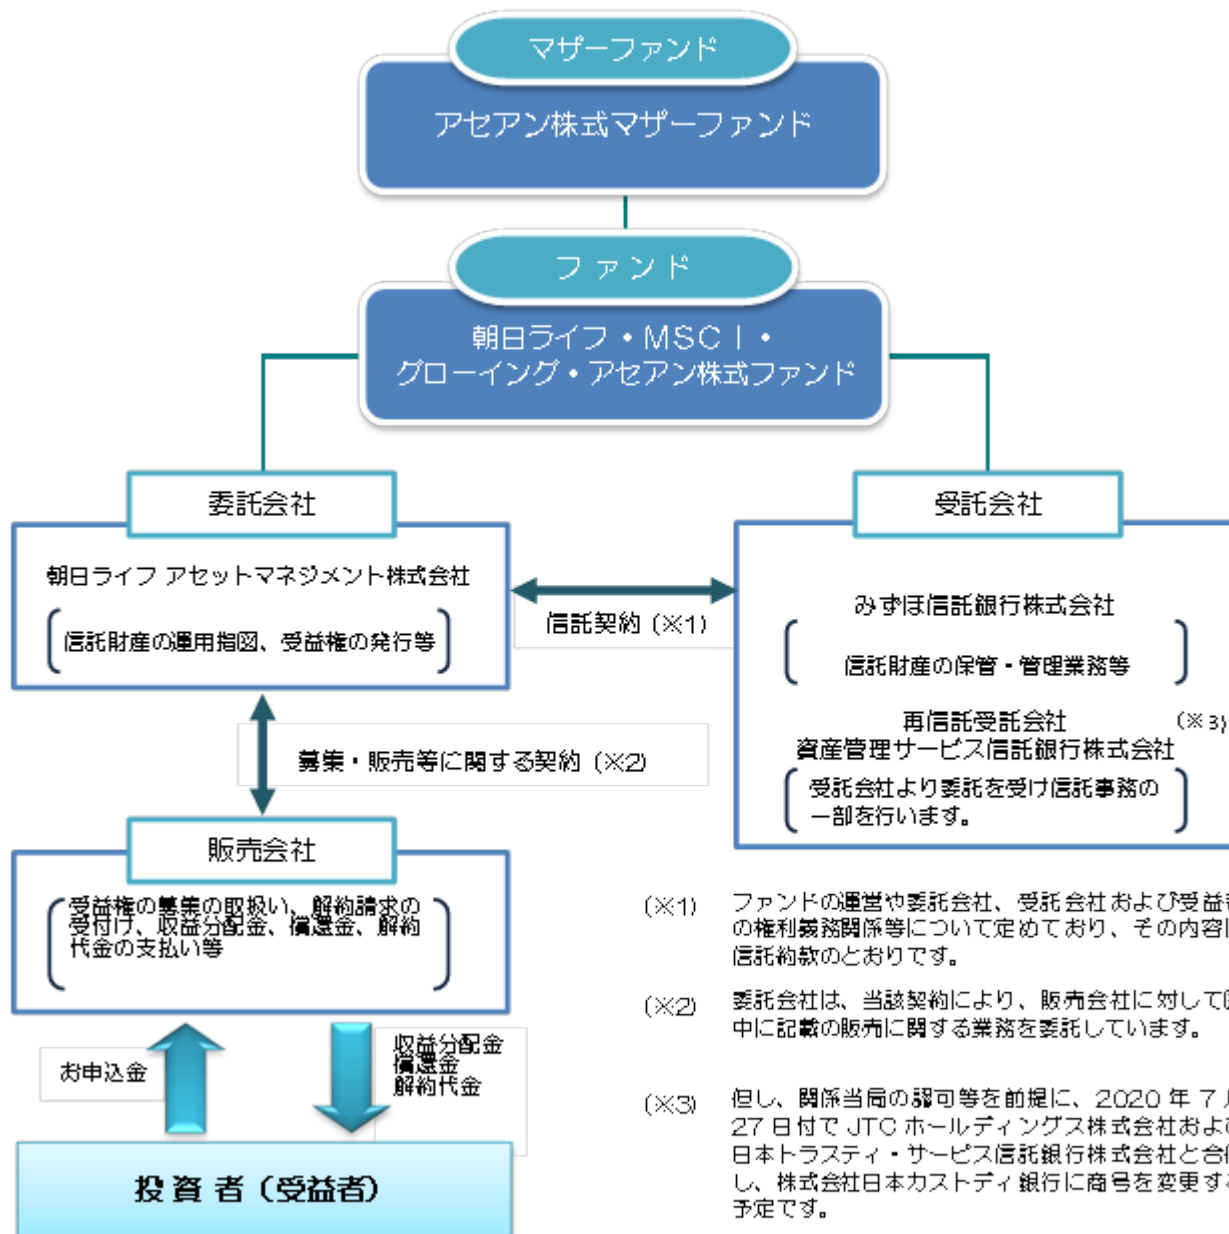 マザーファンド
アセアン株式マザーファンド
ファンド
朝日ライフ・MSCI・
グローイング・アセアン株式ファンド
委託会社
朝日ライフ アセットマネジメント株式会社
信託財産の運用指図、受益権の発行等
信託契約（※1）
受託会社
みずほ信託銀行株式会社
信託財産の保管・管理業務等
再信託受託会社 （※3）
資産管理サービス信託銀行株式会社
受託会社より委託を受け信託事務の
一部を行います。
募集・販売等に関する契約（※2）
販売会社
受益権の募集の取扱い、解約請求の
受付け、収益分配金、償還金、解約
代金の支払い等
お申込金
収益分配金
償還金
解約代金
投資者（受益者）
（※1） ファンドの運営や委託会社、受託会社および受益
の権利義務関係等について定めており、その内容
信託約款のとおりです。
（※2） 委託会社は、当該契約により、販売会社に対して
中に記載の販売に関する業務を委託しています。
（※3） 但し、関係当局の認可等を前提に、2020年7
27日付でJTCホールディングス株式会社およ
日本トラスティ・サービス信託銀行株式会社と合
し、株式会社日本カストディ銀行に商号を変更す
予定です。